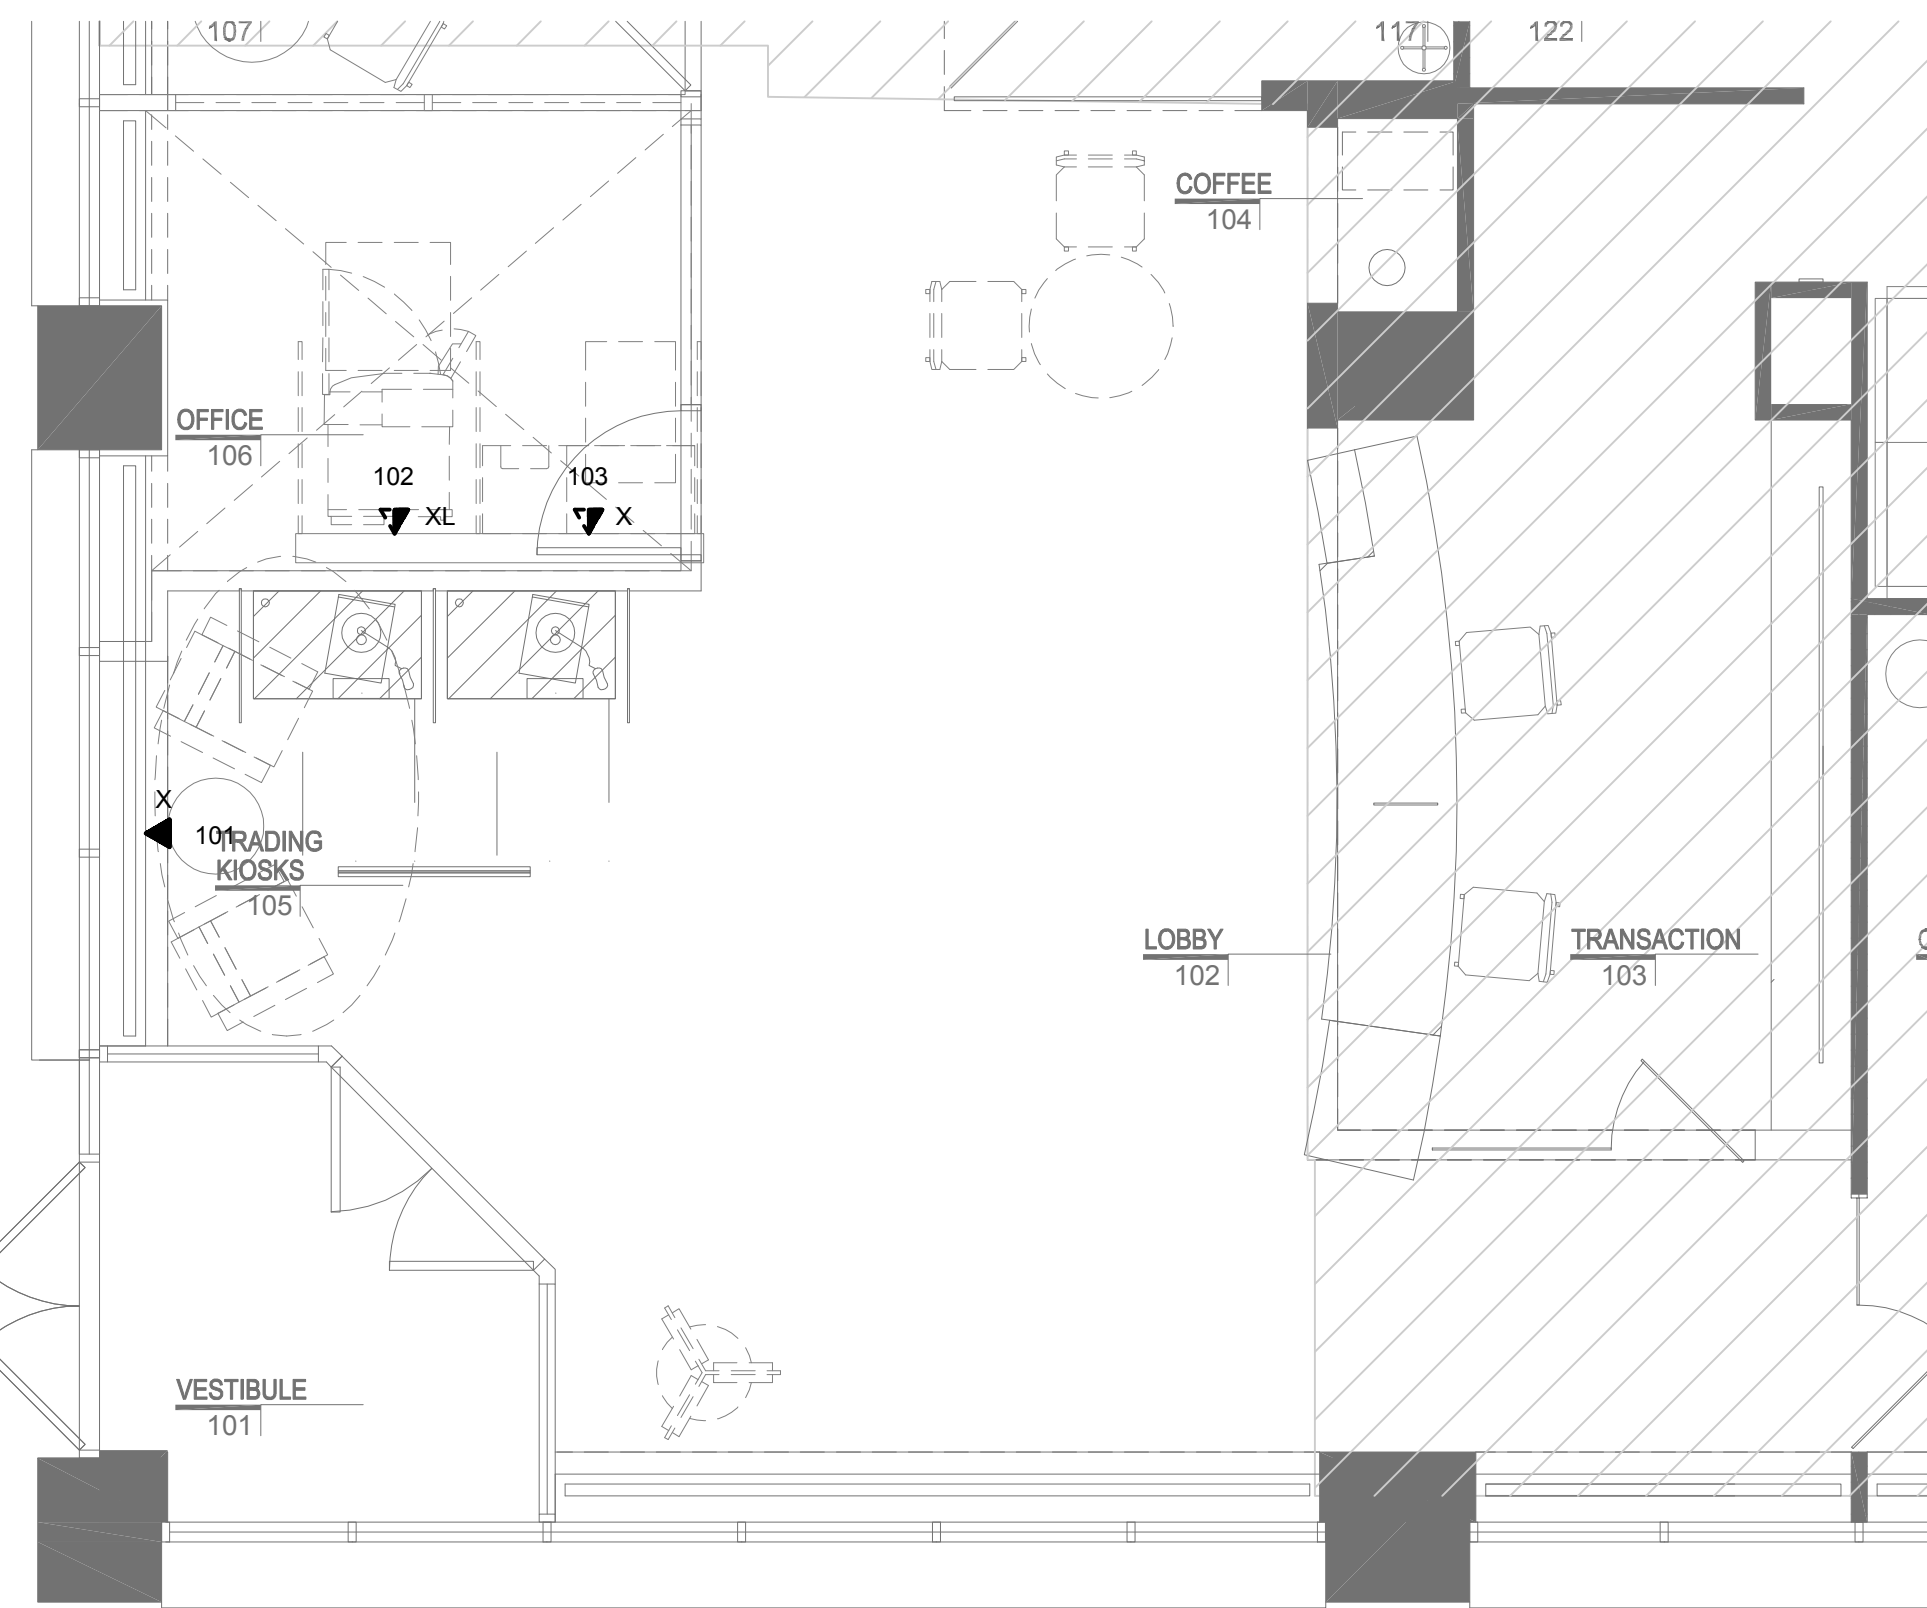 107
117
122
COFFEE
104
OFFICE
106
102
103
XL
X
X
101
TRADING
KIOSKS
105
LOBBY
102
TRANSACTION
103
VESTIBULE
101